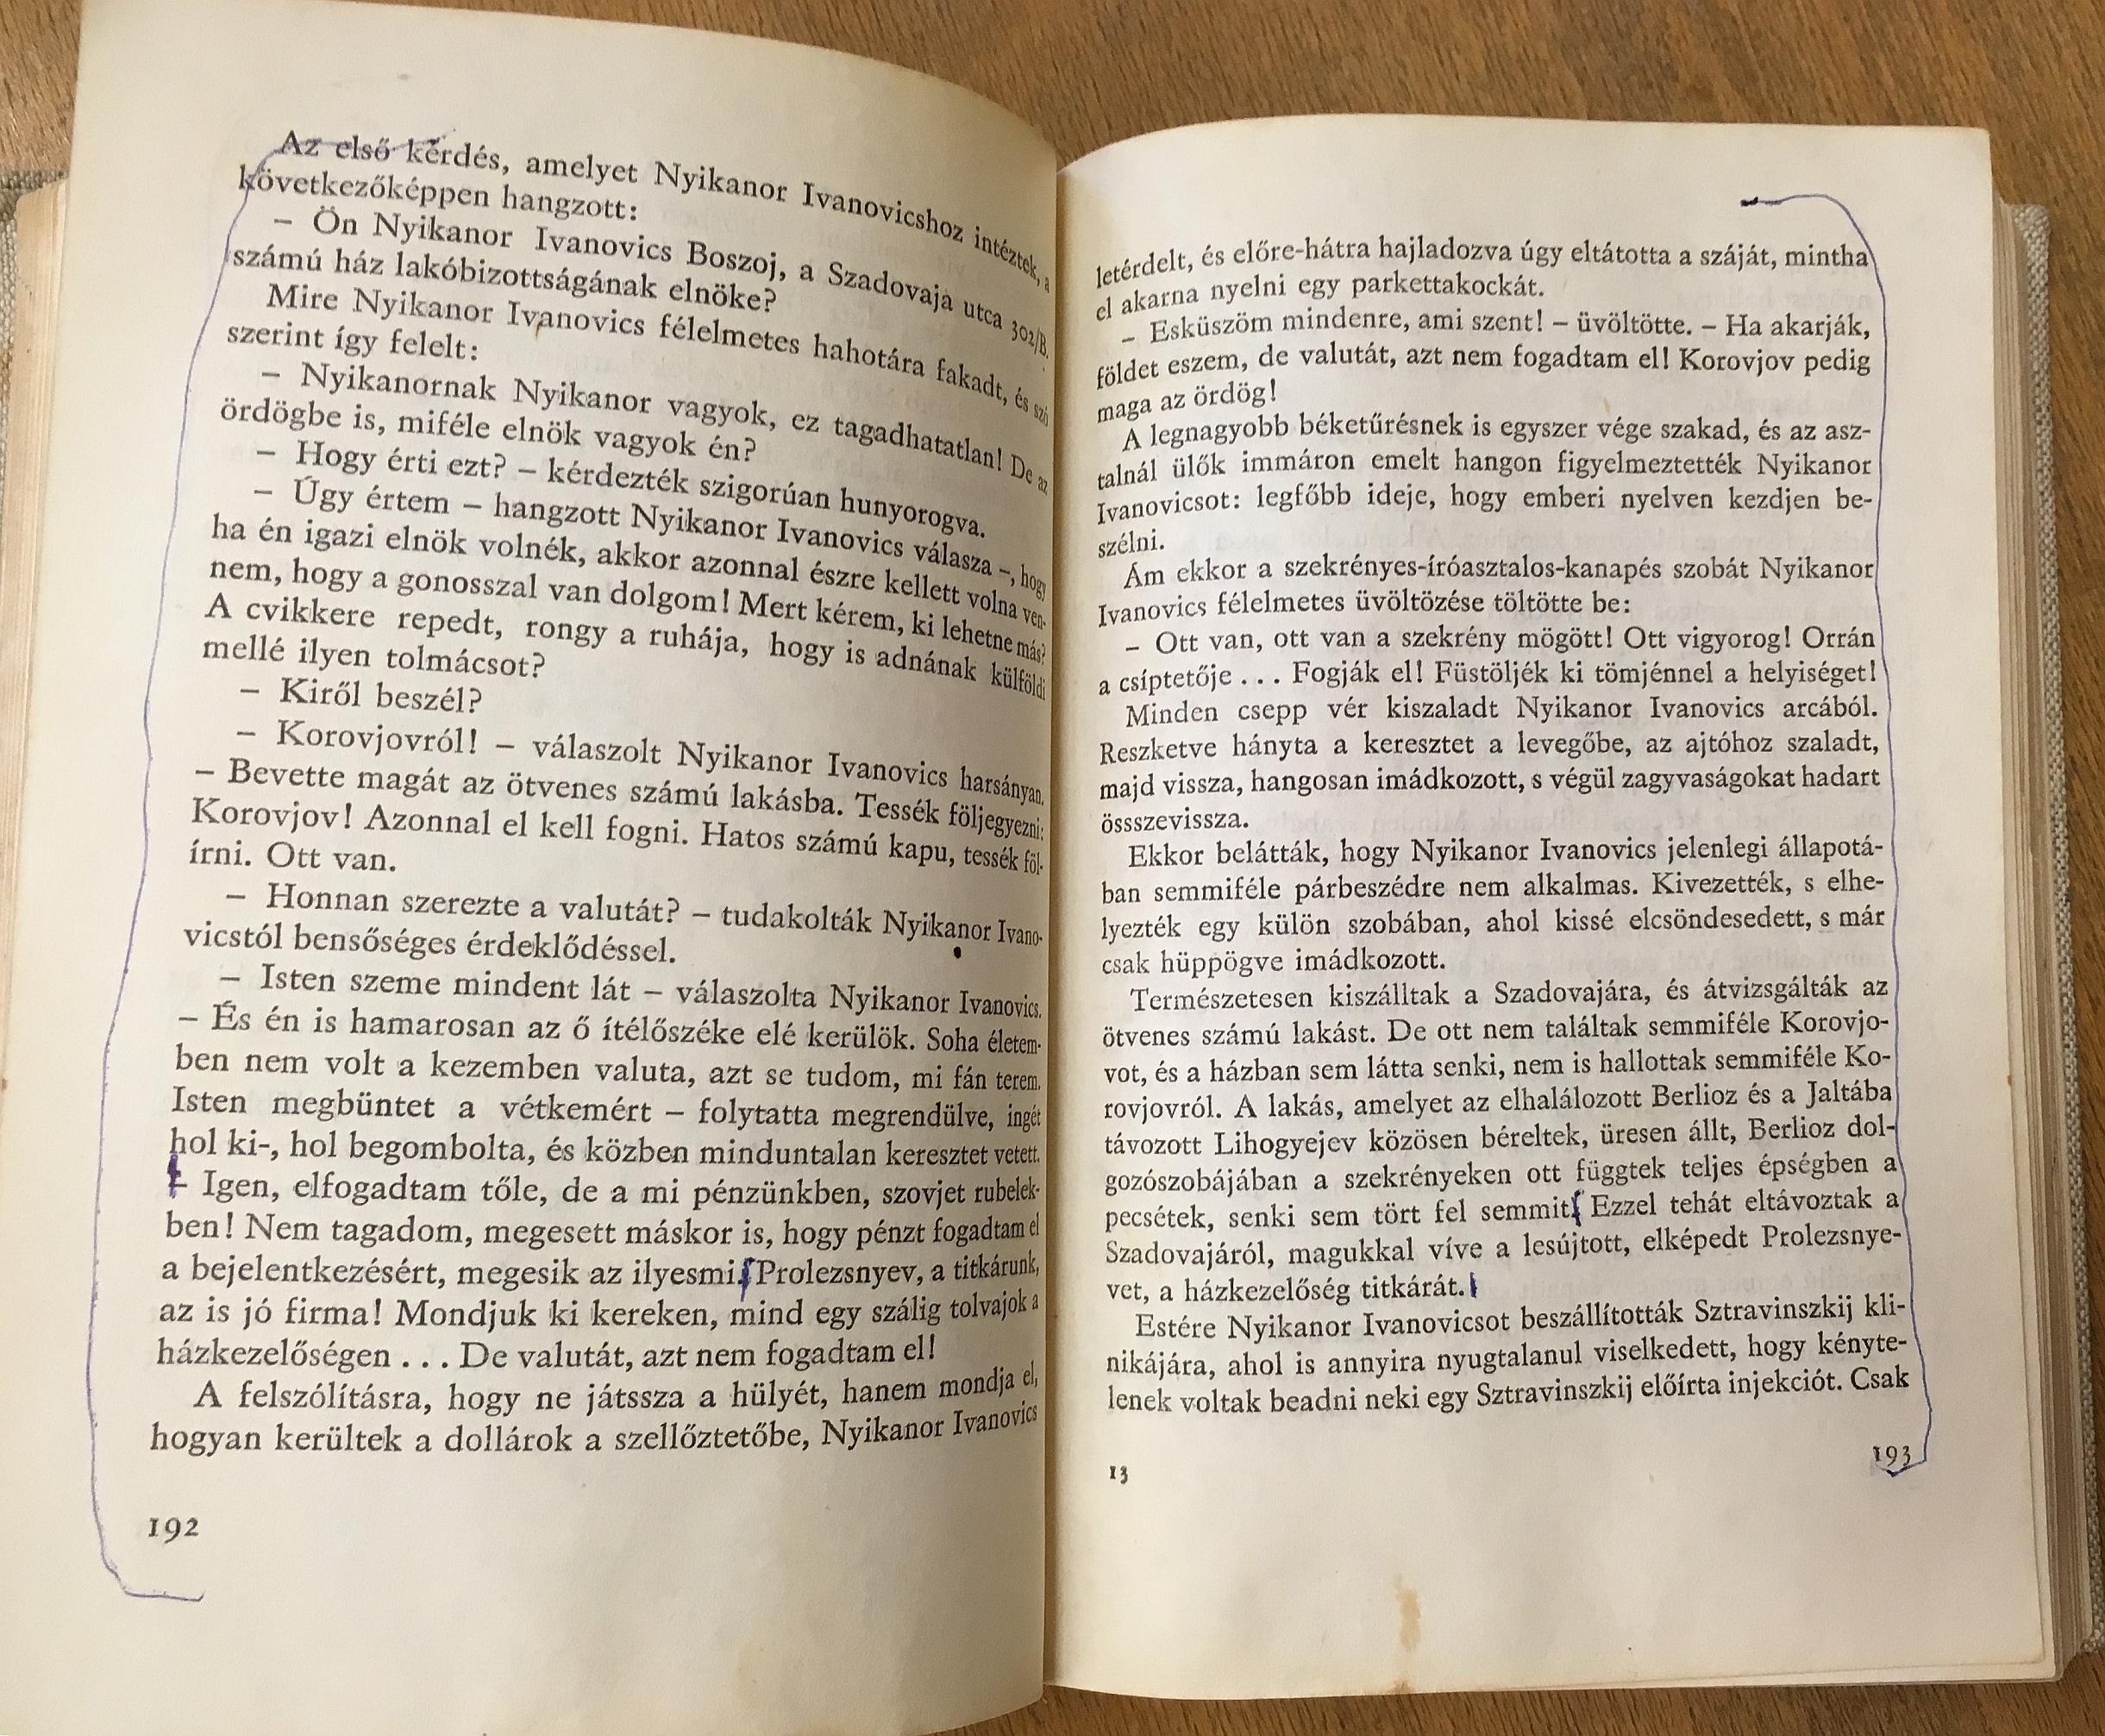 Az első kérdés, amelyet Nyikanor Ivanovicshoz intéztek, a
következőképpen hangzott:
– Ön Nyikanor Ivanovics Boszoj, a Szadovaja utca 302/B.
számú ház lakóbizottságának elnöke?
Mire Nyikanor Ivanovics félelmetes hahotára fakadt, és szó
szerint így felelt:
– Nyikanornak Nyikanor vagyok, ez tagadhatatlan! De az
ördögbe is, miféle elnök vagyok én?
– Hogy érti ezt? – kérdezték szigorúan hunyorogva.
– Úgy értem – hangzott Nyikanor Ivanovics válasza –, hogy
ha én igazi elnök volnék, akkor azonnal észre kellett volna ven-
nem, hogy a gonosszal van dolgom! Mert kérem, ki lehetne más?
A cvikkere repedt, rongy a ruhája, hogy is adnának külföldi
mellé ilyen tolmácsot?
– Kiről beszél?
– Korovjovról! – válaszolt Nyikanor Ivanovics harsányan.
– Bevette magát az ötvenes számú lakásba. Tessék följegyezni:
Korovjov! Azonnal el kell fogni. Hatos számú kapu, tessék föl-
írni. Ott van.
– Honnan szerezte a valutát? – tudakolták Nyikanor Ivano-
vicstól bensőséges érdeklődéssel.
– Isten szeme mindent lát – válaszolta Nyikanor Ivanovics.
– És én is hamarosan az ő ítélőszéke elé kerülök. Soha életem-
ben nem volt a kezemben valuta, azt se tudom, mi fán terem.
Isten megbüntet a vétkemért – folytatta megrendülve, ingét
hol ki-, hol begombolta, és közben minduntalan keresztet vetett.
– Igen, elfogadtam tőle, de a mi pénzünkben, szovjet rubelek-
ben! Nem tagadom, megesett máskor is, hogy pénzt fogadtam el
a bejelentkezésért, megesik az ilyesmi. Prolezsnyev, a titkárunk,
az is jó firma! Mondjuk ki kereken, mind egy szálig tolvajok a
házkezelőségen . . . De valutát, azt nem fogadtam el!
A felszólításra, hogy ne játssza a hülyét, hanem mondja el,
hogyan kerültek a dollárok a szellőztetőbe, Nyikanor Ivanovics
192
letérdelt, és előre-hátra hajladozva úgy eltátotta a száját, mintha
el akarna nyelni egy parkettakockát.
– Esküszöm mindenre, ami szent! – üvöltötte. – Ha akarják,
földet eszem, de valutát, azt nem fogadtam el! Korovjov pedig
maga az ördög!
A legnagyobb béketűrésnek is egyszer vége szakad, és az asz-
talnál ülők immáron emelt hangon figyelmeztették Nyikanor
Ivanovicsot: legfőbb ideje, hogy emberi nyelven kezdjen be-
szélni.
Ám ekkor a szekrényes-íróasztalos-kanapés szobát Nyikanor
Ivanovics félelmetes üvöltözése töltötte be:
– Ott van, ott van a szekrény mögött! Ott vigyorog! Orrán
a csíptetője . . . Fogják el! Füstöljék ki tömjénnel a helyiséget!
Minden csepp vér kiszaladt Nyikanor Ivanovics arcából.
Reszketve hányta a keresztet a levegőbe, az ajtóhoz szaladt,
majd vissza, hangosan imádkozott, s végül zagyvaságokat hadart
össszevissza.
Ekkor belátták, hogy Nyikanor Ivanovics jelenlegi állapotá-
ban semmiféle párbeszédre nem alkalmas. Kivezették, s elhe-
lyezték egy külön szobában, ahol kissé elcsöndesedett, s már
csak hüppögve imádkozott.
Természetesen kiszálltak a Szadovajára, és átvizsgálták az
ötvenes számú lakást. De ott nem találtak semmiféle Korovjo-
vot, és a házban sem látta senki, nem is hallottak semmiféle Ko-
rovjovról. A lakás, amelyet az elhalálozott Berlioz és a Jaltába
távozott Lihogyejev közösen béreltek, üresen állt, Berlioz dol-
gozószobájában a szekrényeken ott függtek teljes épségben a
pecsétek, senki sem tört fel semmit. Ezzel tehát eltávoztak a
Szadovajáról, magukkal víve a lesújtott, elképedt Prolezsnye-
vet, a házkezelőség titkárát.
Estére Nyikanor Ivanovicsot beszállították Sztravinszkij kli-
nikájára, ahol is annyira nyugtalanul viselkedett, hogy kényte-
lenek voltak beadni neki egy Sztravinszkij előírta injekciót. Csak
13
193